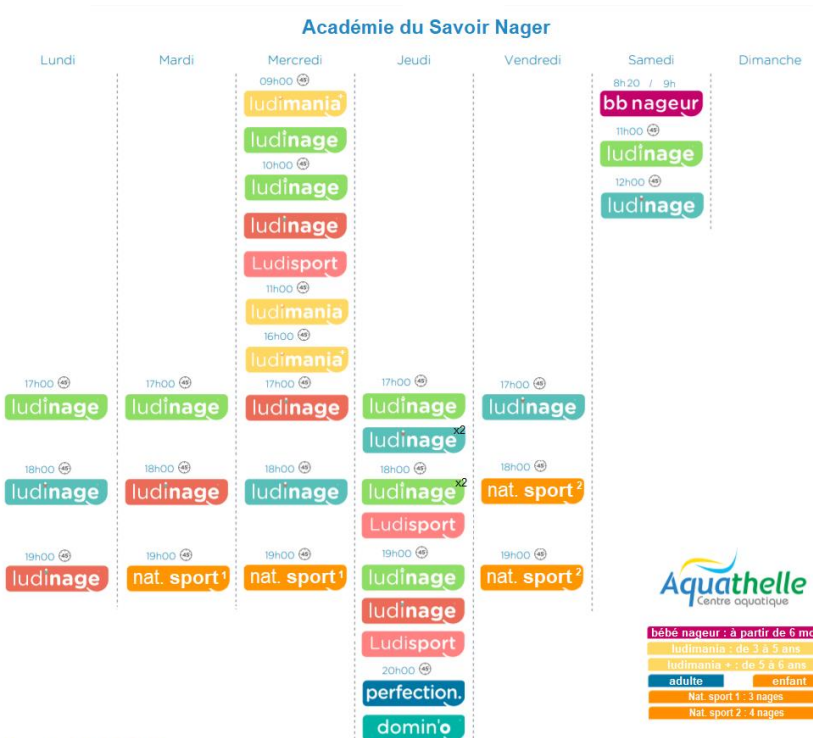 Académie du Savoir Nager
Lundi Mardi Mercredi Jeudi Vendredi Samedi Dimanche
09h00 45
ludimania+
ludinage
10h00 45
ludinage
ludinage
Ludisport
11h00 45
ludimania
16h00 45
ludimania+
8h20 / 9h
bb nageur
11h00 45
ludinage
12h00 45
ludinage
17h00 45 17h00 45 17h00 45 17h00 45 17h00 45
ludinage ludinage ludinage ludinage ludinage
ludinage x2
18h00 45 18h00 45 18h00 45 18h00 45 18h00 45
ludinage ludinage ludinage ludinage x2 nat. sport 2
Ludisport
19h00 45 19h00 45 19h00 45 19h00 45 19h00 45
ludinage nat. sport 1 nat. sport 1 ludinage nat. sport 2
ludinage
Ludisport
20h00 45
perfection.
domin'o
Aquathelle
Centre aquatique
bébé nageur : à partir de 6 mo
ludimania : de 3 à 5 ans
ludimania + : de 5 à 6 ans
adulte enfant
Nat. sport 1 : 3 nages
Nat. sport 2 : 4 nages